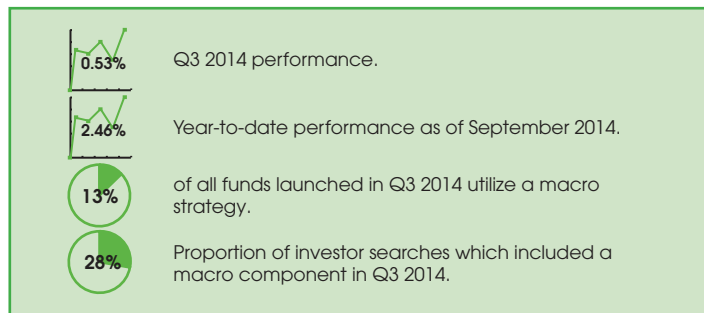 0.53%
Q3 2014 performance.
2.46%
Year-to-date performance as of September 2014.
13%
of all funds launched in Q3 2014 utilize a macro
strategy.
28%
Proportion of investor searches which included a
macro component in Q3 2014.